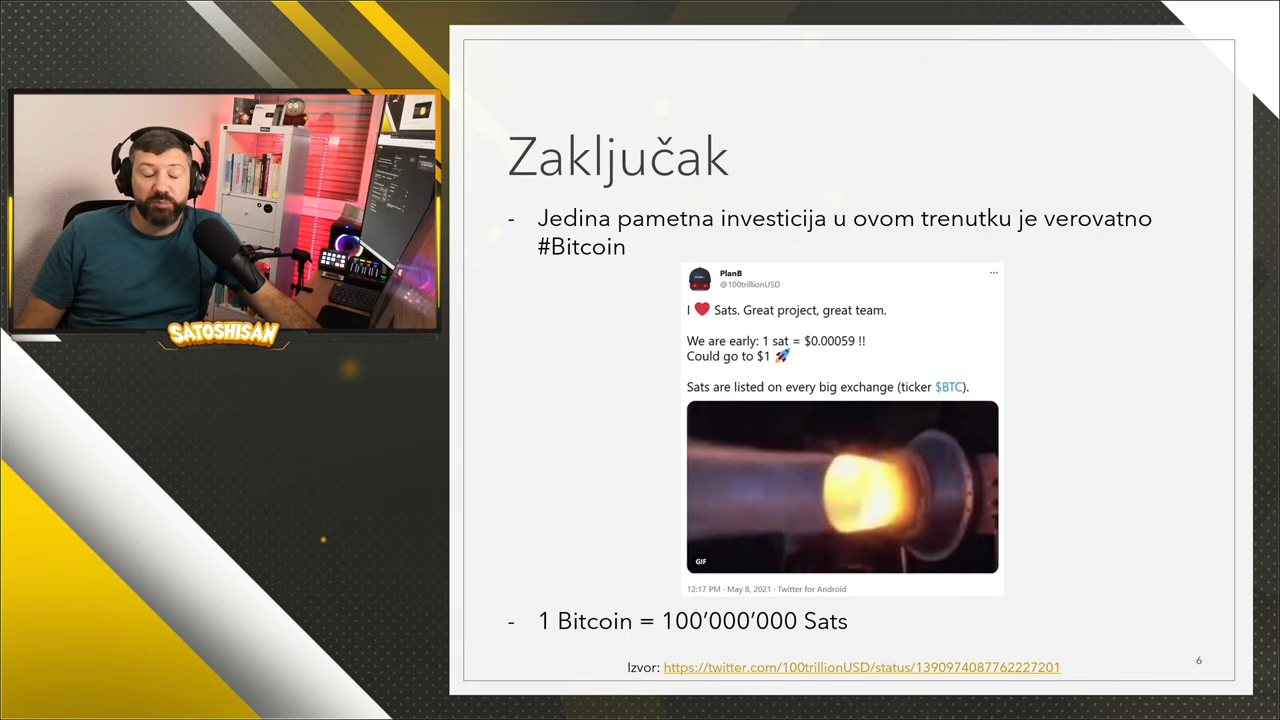 Zaključak
- Jedina pametna investicija u ovom trenutku je verovatno
#Bitcoin
PlanB
@100trillionUSD
I ❤️ Sats. Great project, great team.
We are early: 1 sat = $0.00059 !!
Could go to $1 🚀
Sats are listed on every big exchange (ticker $BTC).
GIF
12:17 PM · May 8, 2021 · Twitter for Android
- 1 Bitcoin = 100’000’000 Sats
Izvor: https://twitter.com/100trillionUSD/status/1390974087762227201
6
SATOSHISAN